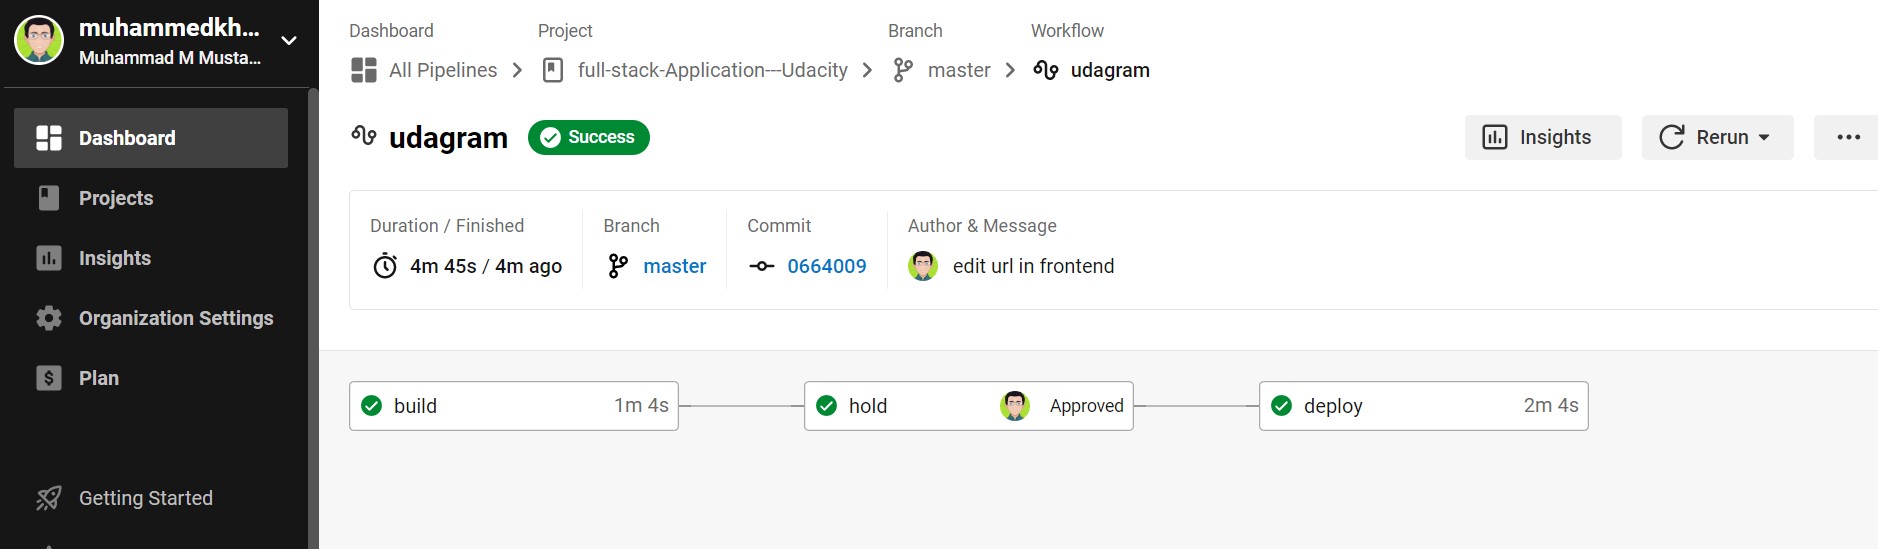 muhammedkh...
Muhammad M Musta...
Dashboard
Projects
Insights
Organization Settings
Plan
Getting Started
Dashboard
Project
Branch
Workflow
All Pipelines
full-stack-Application---Udacity
master
udagram
udagram
Success
Insights
Rerun
Duration / Finished
Branch
Commit
Author & Message
4m 45s / 4m ago
master
0664009
edit url in frontend
build
1m 4s
hold
Approved
deploy
2m 4s